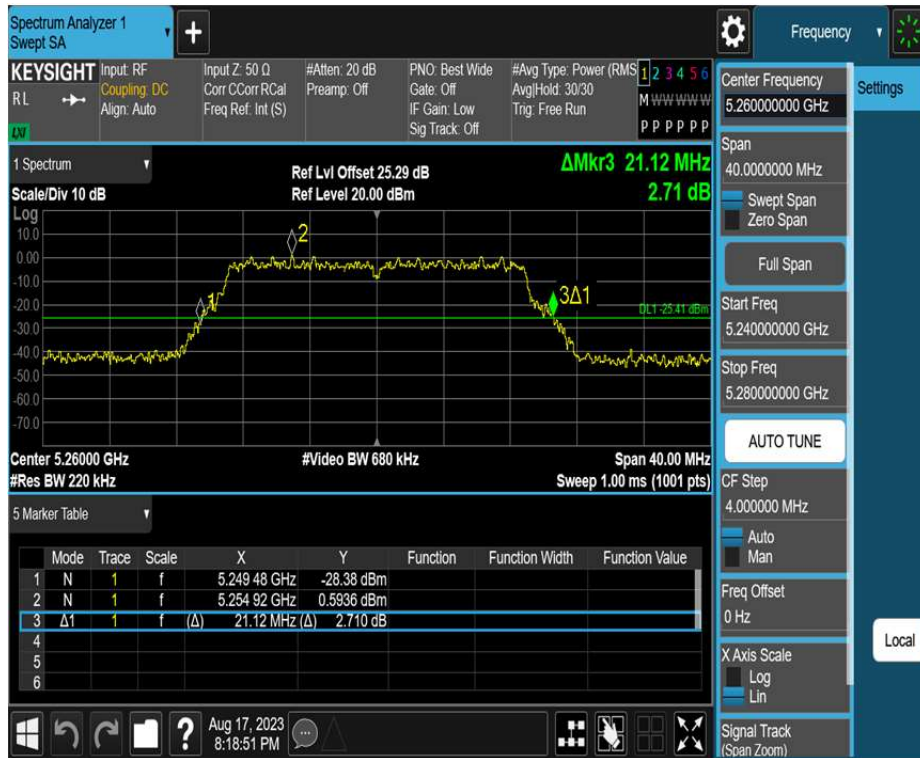 Spectrum Analyzer 1
Swept SA
Frequency
KEYSIGHT
R L
LXI
Input: RF
Coupling: DC
Align: Auto
Input Z: 50 Ω
Corr CCorr RCal
Freq Ref: Int (S)
#Atten: 20 dB
Preamp: Off
PNO: Best Wide
Gate: Off
IF Gain: Low
Sig Track: Off
#Avg Type: Power (RMS
Avg|Hold: 30/30
Trig: Free Run
1 2 3 4 5 6
M W W W W W
P P P P P P
Center Frequency
5.260000000 GHz
Settings
Span
40.0000000 MHz
Swept Span
Zero Span
Full Span
Start Freq
5.240000000 GHz
Stop Freq
5.280000000 GHz
AUTO TUNE
CF Step
4.000000 MHz
Auto
Man
Freq Offset
0 Hz
X Axis Scale
Log
Lin
Signal Track
(Span Zoom)
Local
1 Spectrum
Scale/Div 10 dB
Ref Lvl Offset 25.29 dB
Ref Level 20.00 dBm
ΔMkr3 21.12 MHz
2.71 dB
Log
10.0
0.00
-10.0
-20.0
-30.0
-40.0
-50.0
-60.0
-70.0
2
1
3Δ1
DL1 -25.41 dBm
Center 5.26000 GHz
#Video BW 680 kHz
Span 40.00 MHz
#Res BW 220 kHz
Sweep 1.00 ms (1001 pts)
5 Marker Table
Mode Trace Scale X Y Function Function Width Function Value
1 N 1 f 5.249 48 GHz -28.38 dBm
2 N 1 f 5.254 92 GHz 0.5936 dBm
3 Δ1 1 f (Δ) 21.12 MHz (Δ) 2.710 dB
4
5
6
?
Aug 17, 2023
8:18:51 PM